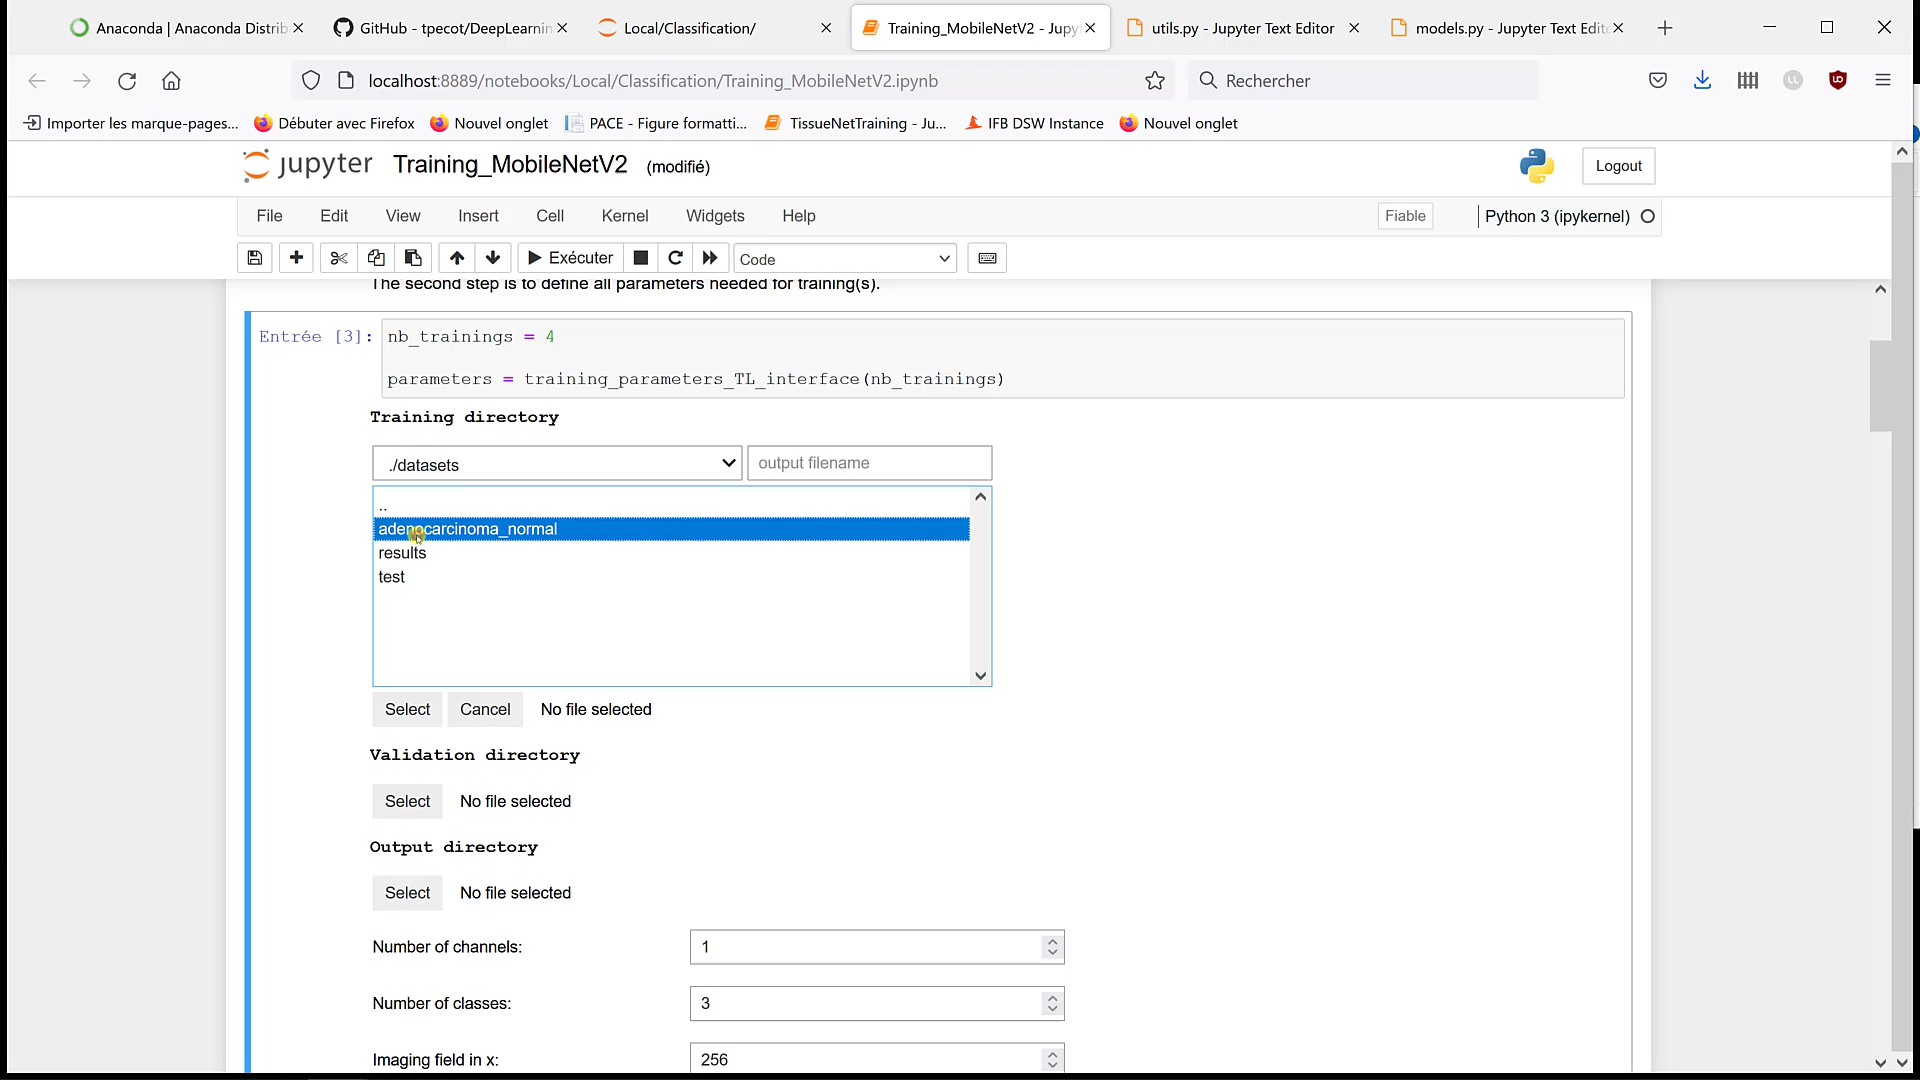 Anaconda | Anaconda Distrib
GitHub - tpecot/DeepLearnin
Local/Classification/
Training_MobileNetV2 - Jupy
utils.py - Jupyter Text Editor
models.py - Jupyter Text Edit
localhost:8889/notebooks/Local/Classification/Training_MobileNetV2.ipynb
Rechercher
Importer les marque-pages...
Débuter avec Firefox
Nouvel onglet
PACE - Figure formatti...
TissueNetTraining - Ju...
IFB DSW Instance
Nouvel onglet
jupyter Training_MobileNetV2 (modifié)
Logout
File Edit View Insert Cell Kernel Widgets Help
Fiable
Python 3 (ipykernel)
Exécuter
Code
The second step is to define all parameters needed for training(s).
Entrée [3]: nb_trainings = 4
parameters = training_parameters_TL_interface(nb_trainings)
Training directory
./datasets
output filename
..
adenocarcinoma_normal
results
test
Select Cancel No file selected
Validation directory
Select No file selected
Output directory
Select No file selected
Number of channels: 1
Number of classes: 3
Imaging field in x: 256